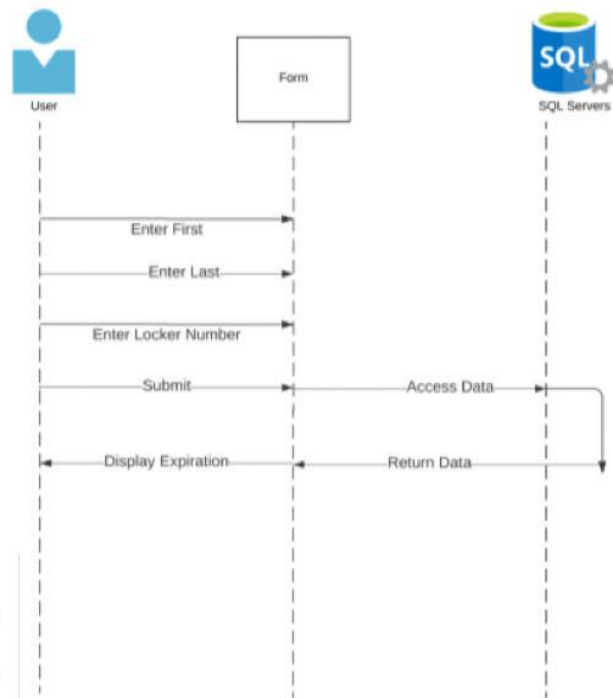 SQL
User
Form
SQL Servers
Enter First
Enter Last
Enter Locker Number
Submit
Access Data
Display Expiration
Return Data